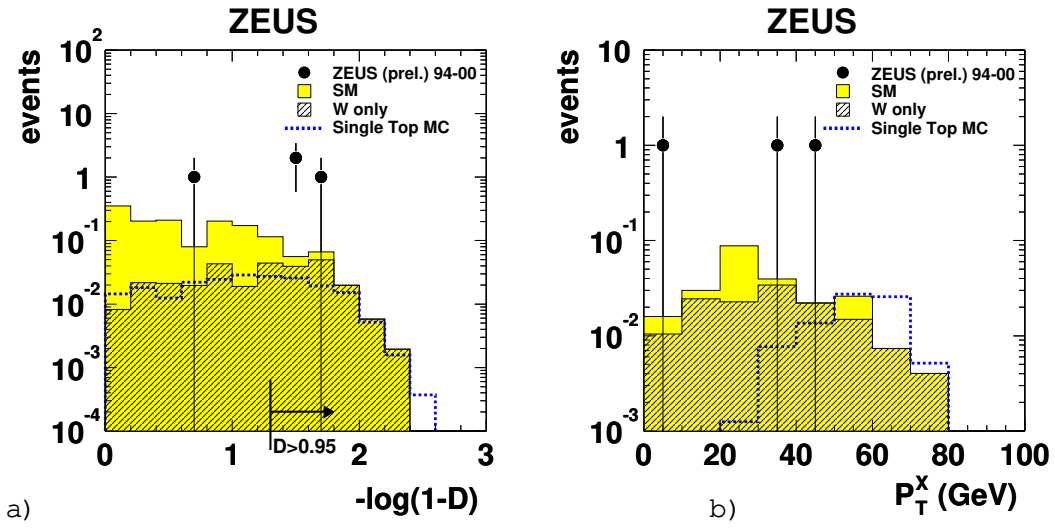 ZEUS
events
10^2
10
1
10^-1
10^-2
10^-3
10^-4
0 1 2 3
ZEUS (prel.) 94-00
SM
W only
Single Top MC
D>0.95
-log(1-D)
a)
ZEUS
events
10
1
10^-1
10^-2
10^-3
0 20 40 60 80 100
ZEUS (prel.) 94-00
SM
W only
Single Top MC
P_T^X (GeV)
b)